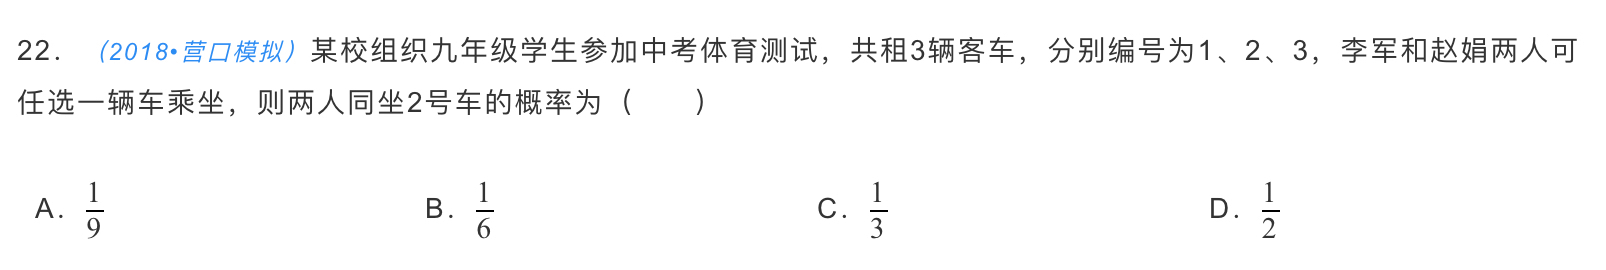 22. （2018•营口模拟）某校组织九年级学生参加中考体育测试，共租3辆客车，分别编号为1、2、3，李军和赵娟两人可
任选一辆车乘坐，则两人同坐2号车的概率为（　　）
A. 1/9　B. 1/6　C. 1/3　D. 1/2